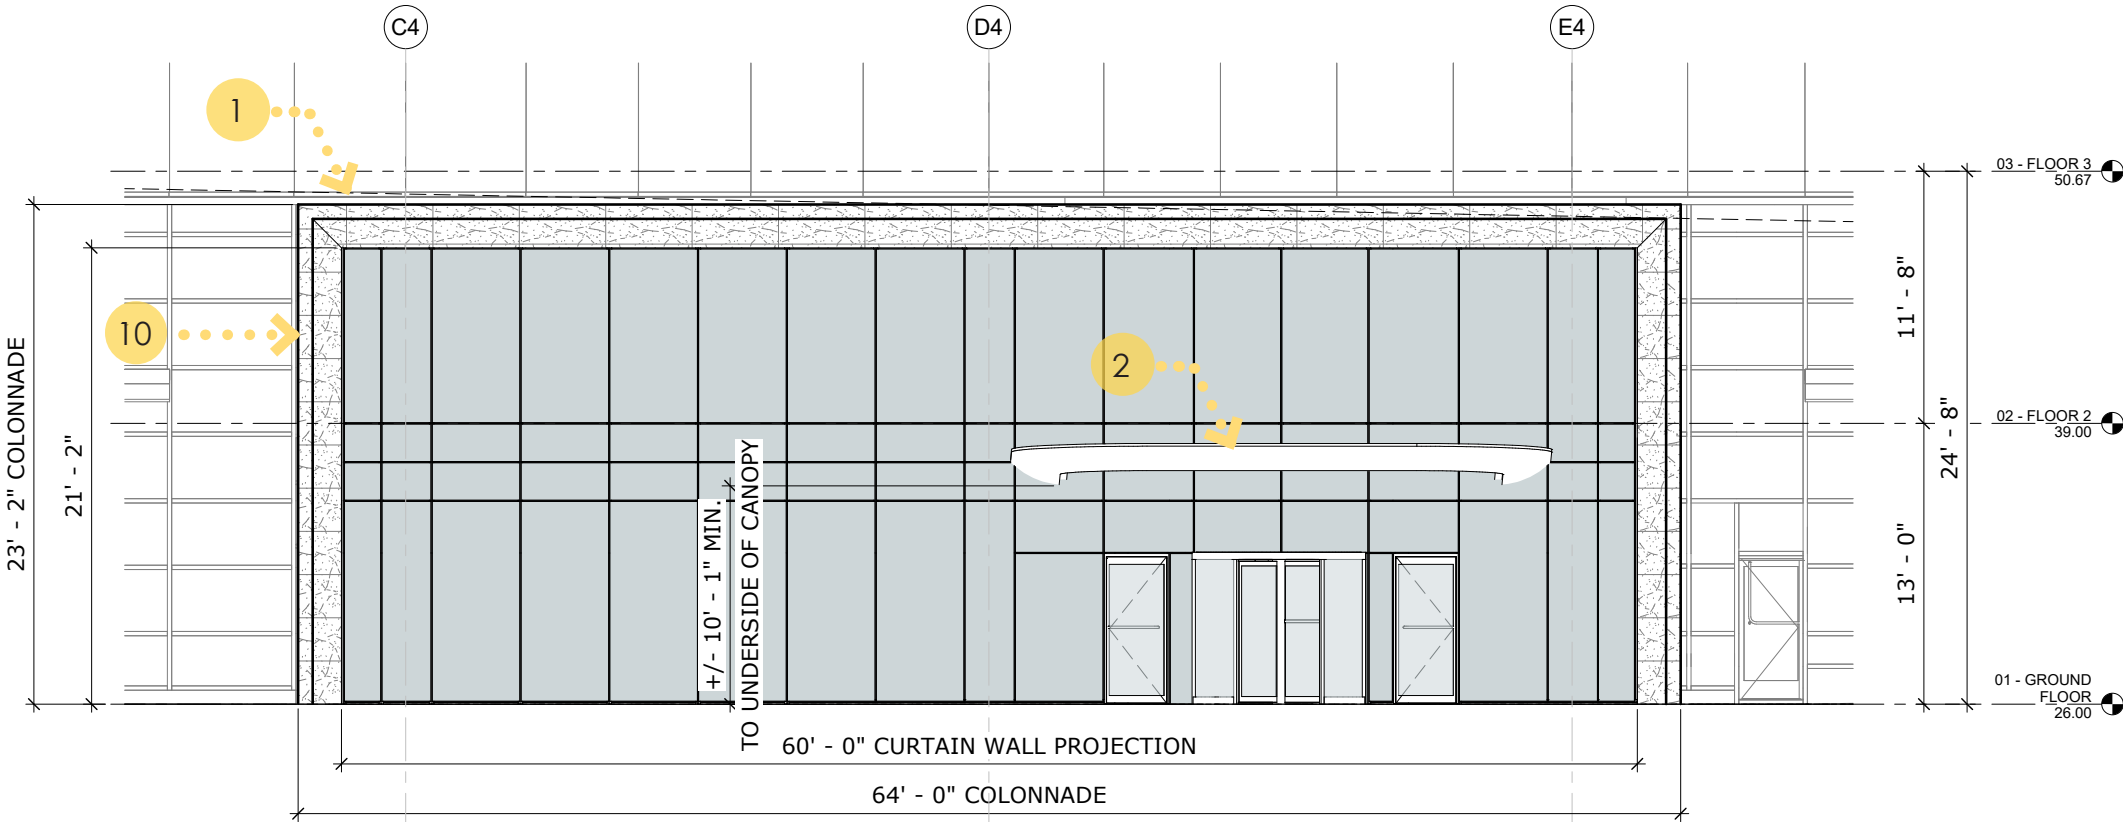 C4
D4
E4
1
03 - FLOOR 3
50.67
11' - 8"
10
2
23' - 2" COLONNADE
21' - 2"
+/- 10' - 1" MIN.
TO UNDERSIDE OF CANOPY
02 - FLOOR 2
39.00
24' - 8"
13' - 0"
01 - GROUND
FLOOR
26.00
60' - 0" CURTAIN WALL PROJECTION
64' - 0" COLONNADE